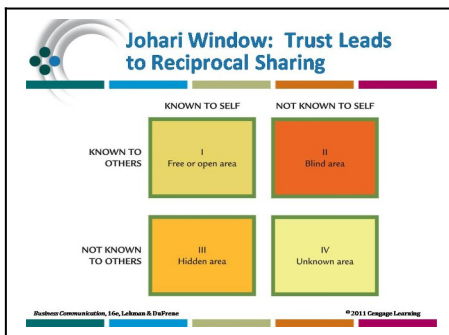 Johari Window: Trust Leads
to Reciprocal Sharing
KNOWN TO SELF
NOT KNOWN TO SELF
KNOWN TO
OTHERS
I
Free or open area
II
Blind area
NOT KNOWN
TO OTHERS
III
Hidden area
IV
Unknown area
Business Communication, 16e, Lehman & DuFrene
©2011 Cengage Learning